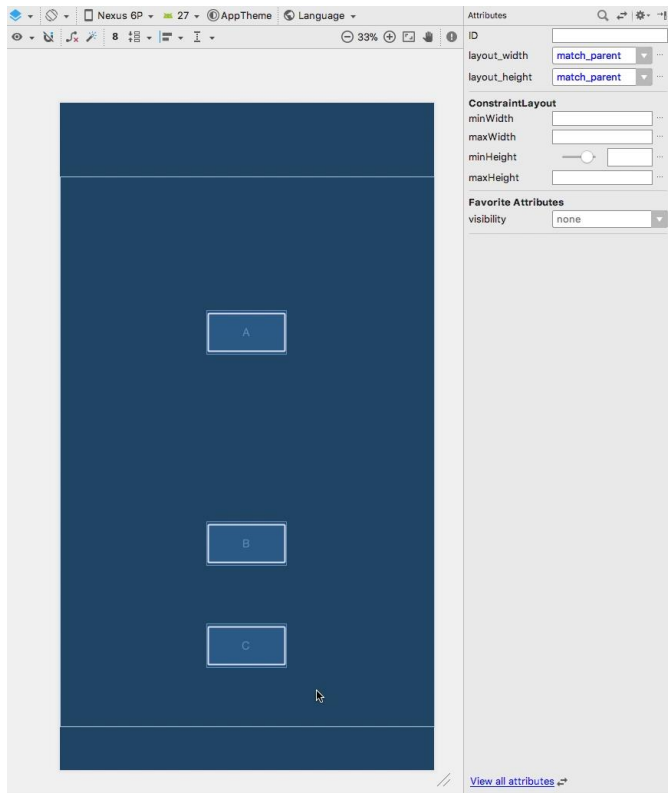 Nexus 6P 27 AppTheme Language
8 33%
Attributes
ID
layout_width match_parent
layout_height match_parent
ConstraintLayout
minWidth
maxWidth
minHeight
maxHeight
Favorite Attributes
visibility none
A
B
C
View all attributes